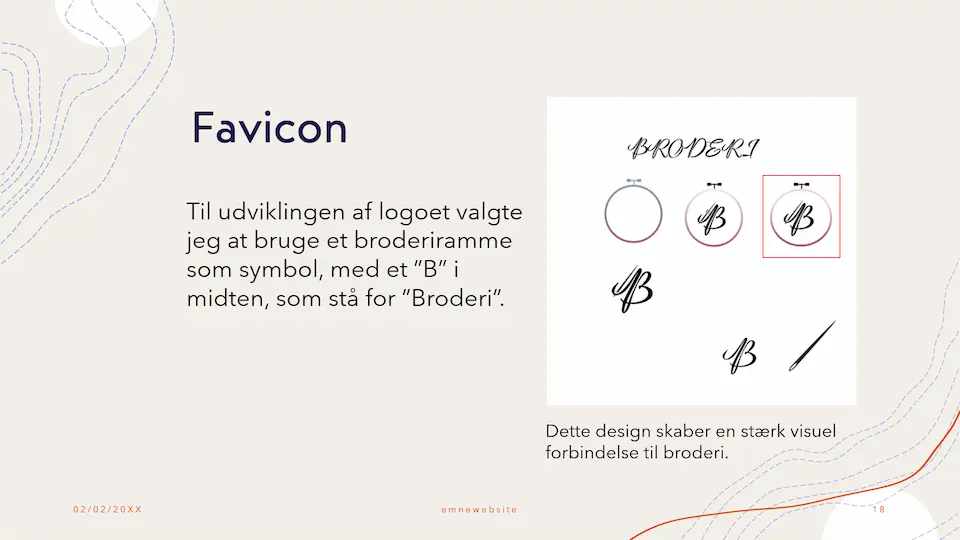 Favicon
Til udviklingen af logoet valgte
jeg at bruge et broderiramme
som symbol, med et ”B” i
midten, som stå for ”Broderi”.
BRODERI
B
B
B
B
Dette design skaber en stærk visuel
forbindelse til broderi.
02/02/20XX
emnewebsite
18